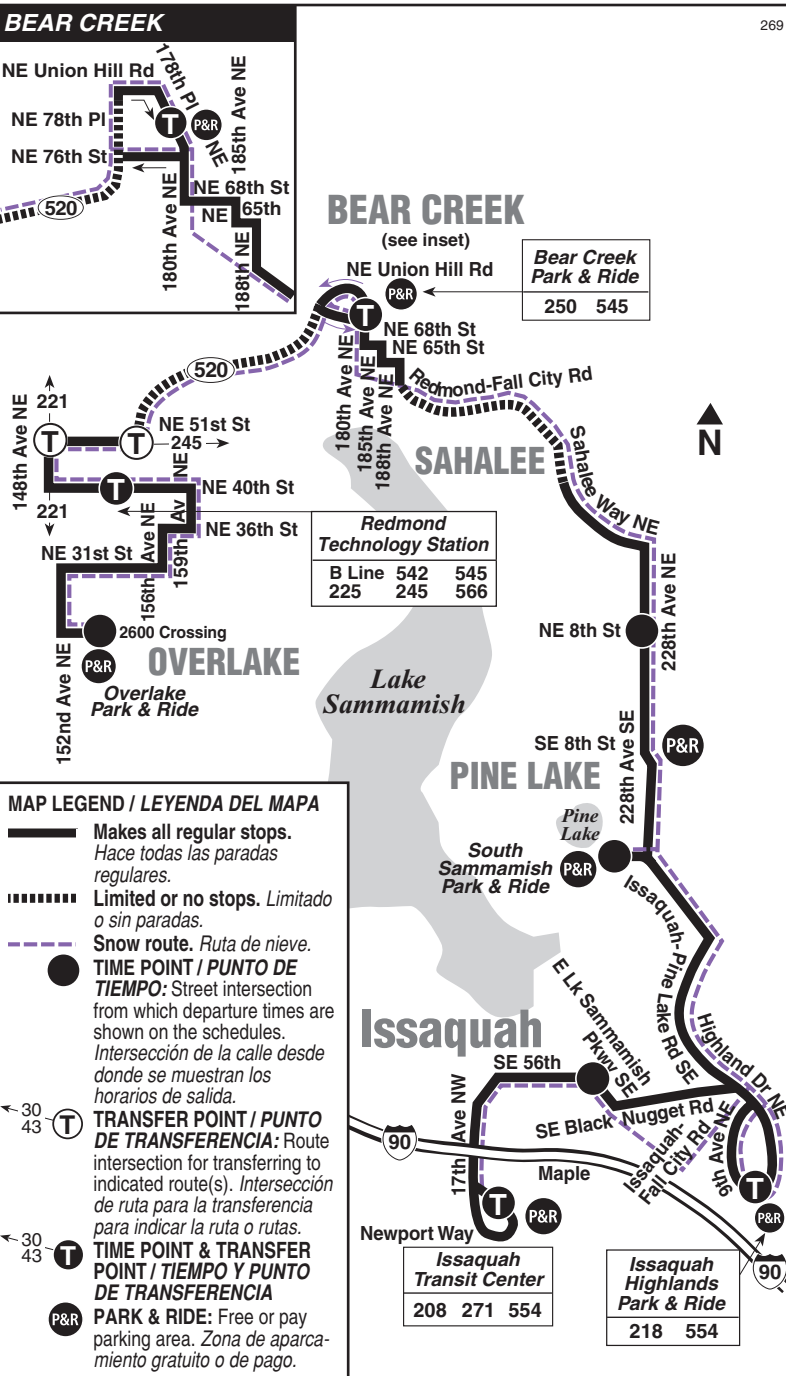 BEAR CREEK
269
NE Union Hill Rd
178th Pl NE
185th Ave NE
NE 78th Pl
T
P&R
NE 76th St
520
180th Ave NE
NE 68th St
NE 65th
188th NE
BEAR CREEK
(see inset)
NE Union Hill Rd
P&R
Bear Creek
Park & Ride
250 545
T
NE 68th St
NE 65th St
180th Ave NE
185th Ave NE
188th Ave NE
Redmond-Fall City Rd
520
221
148th Ave NE
T
T
NE 51st St
245
N
SAHALEE
Sahalee Way NE
T
NE 40th St
221
159th Av NE
NE 36th St
156th Ave NE
NE 31st St
Redmond
Technology Station
B Line 542 545
225 245 566
228th Ave NE
NE 8th St
2600 Crossing
P&R
OVERLAKE
Overlake
Park & Ride
152nd Ave NE
Lake
Sammamish
SE 8th St
228th Ave SE
P&R
PINE LAKE
Pine
Lake
South
Sammamish
Park & Ride
P&R
Issaquah-Pine Lake Rd SE
MAP LEGEND / LEYENDA DEL MAPA
Makes all regular stops.
Hace todas las paradas
regulares.
Limited or no stops. Limitado
o sin paradas.
Snow route. Ruta de nieve.
TIME POINT / PUNTO DE
TIEMPO: Street intersection
from which departure times are
shown on the schedules.
Intersección de la calle desde
donde se muestran los
horarios de salida.
30
43
T
TRANSFER POINT / PUNTO
DE TRANSFERENCIA: Route
intersection for transferring to
indicated route(s). Intersección
de ruta para la transferencia
para indicar la ruta o rutas.
30
43
T
TIME POINT & TRANSFER
POINT / TIEMPO Y PUNTO
DE TRANSFERENCIA
P&R
PARK & RIDE: Free or pay
parking area. Zona de aparca-
miento gratuito o de pago.
Issaquah
E Lk Sammamish
Pkwy SE
SE 56th
Highland Dr NE
SE Black Nugget Rd
17th Ave NW
90
Maple
Issaquah-
Fall City Rd
9th Ave NE
T
P&R
T
P&R
Newport Way
90
Issaquah
Transit Center
208 271 554
Issaquah
Highlands
Park & Ride
218 554